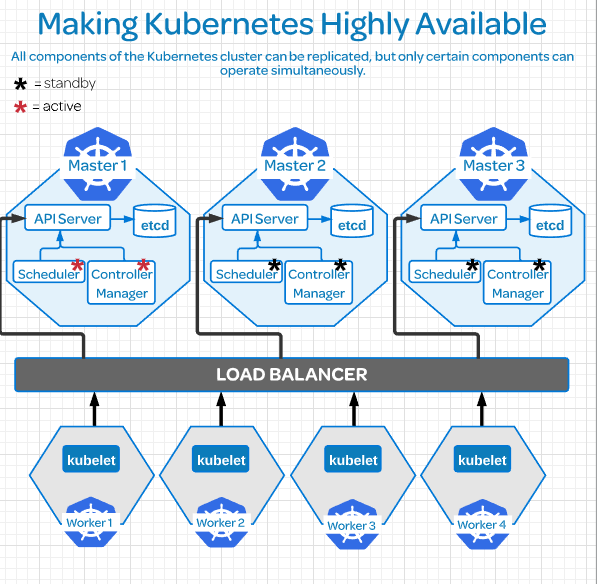 Making Kubernetes Highly Available
All components of the Kubernetes cluster can be replicated, but only certain components can
operate simultaneously.
* = standby
* = active
Master 1
Master 2
Master 3
API Server
etcd
API Server
etcd
API Server
etcd
Scheduler*
Controller*
Manager
Scheduler*
Controller*
Manager
Scheduler*
Controller*
Manager
LOAD BALANCER
kubelet
kubelet
kubelet
kubelet
Worker 1
Worker 2
Worker 3
Worker 4